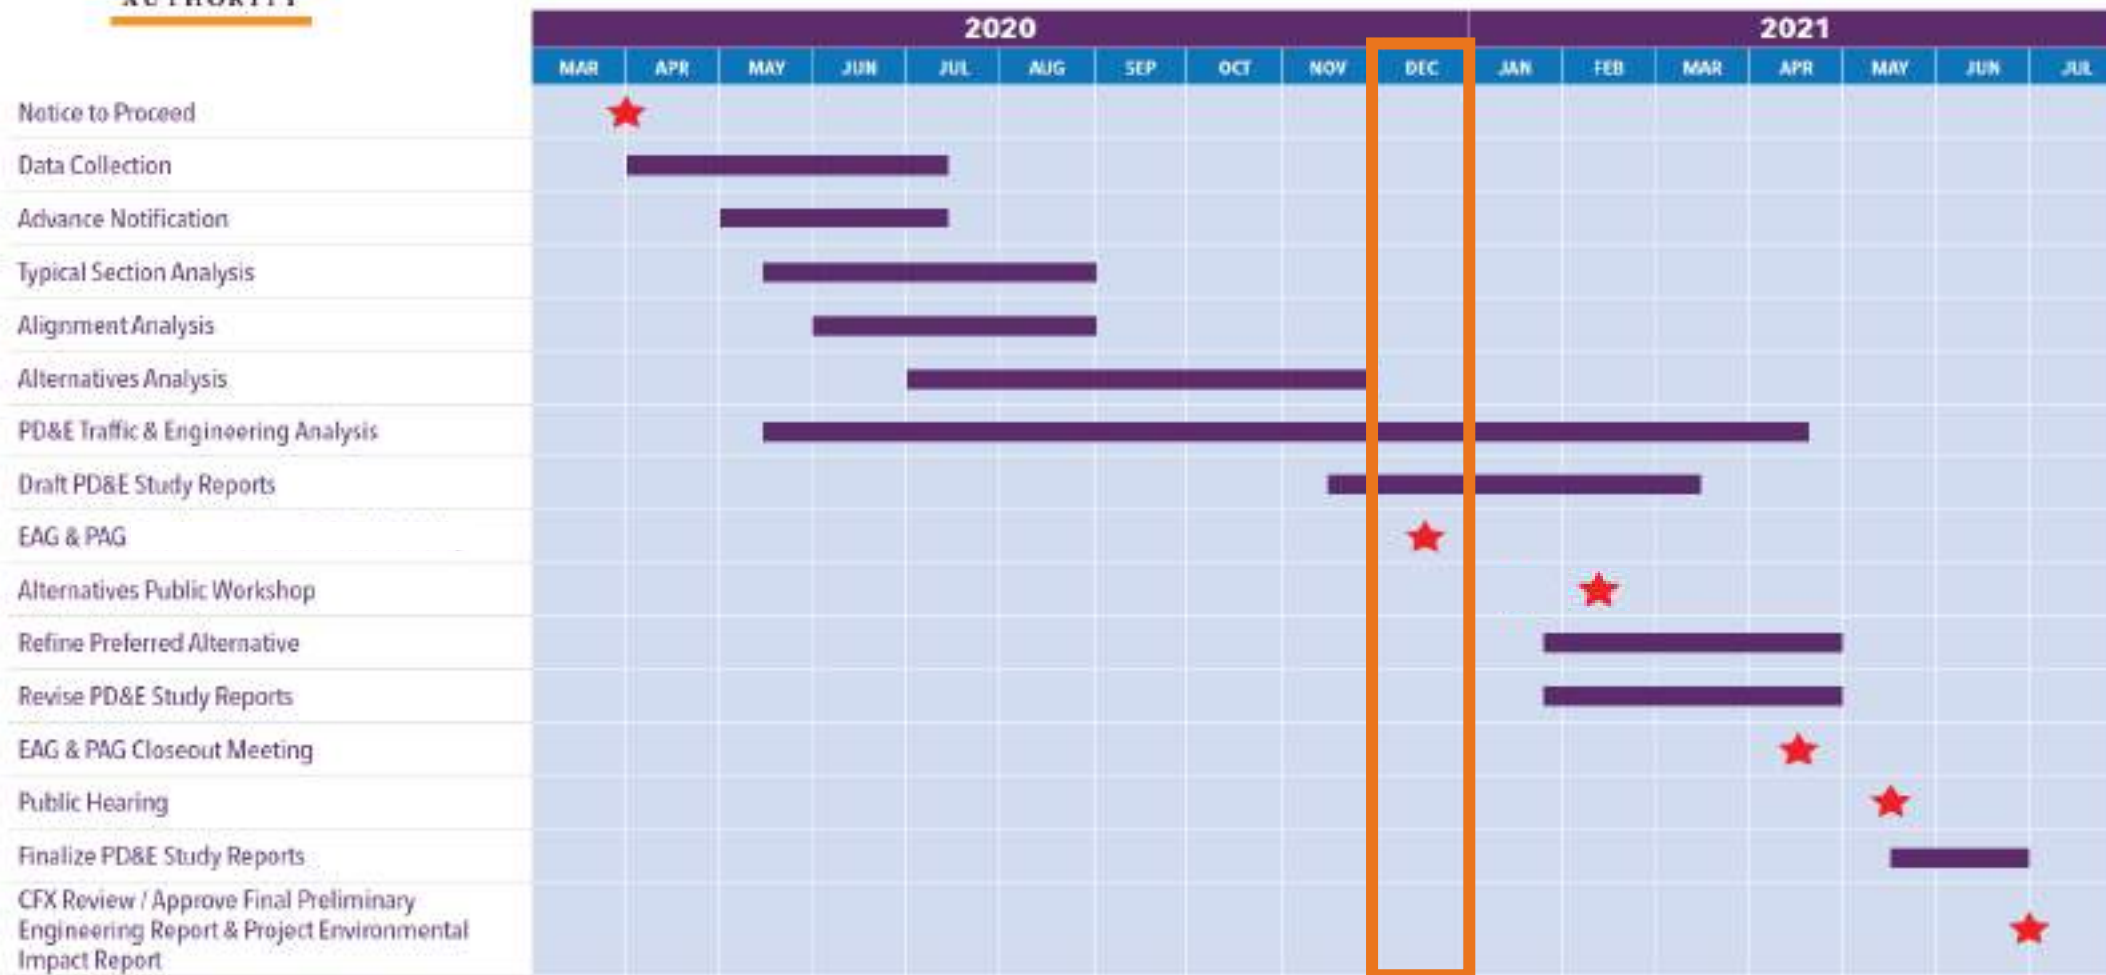 AUTHORITY
2020 2021
MAR APR MAY JUN JUL AUG SEP OCT NOV DEC JAN FEB MAR APR MAY JUN JUL
Notice to Proceed
Data Collection
Advance Notification
Typical Section Analysis
Alignment Analysis
Alternatives Analysis
PD&E Traffic & Engineering Analysis
Draft PD&E Study Reports
EAG & PAG
Alternatives Public Workshop
Refine Preferred Alternative
Revise PD&E Study Reports
EAG & PAG Closeout Meeting
Public Hearing
Finalize PD&E Study Reports
CFX Review / Approve Final Preliminary
Engineering Report & Project Environmental
Impact Report